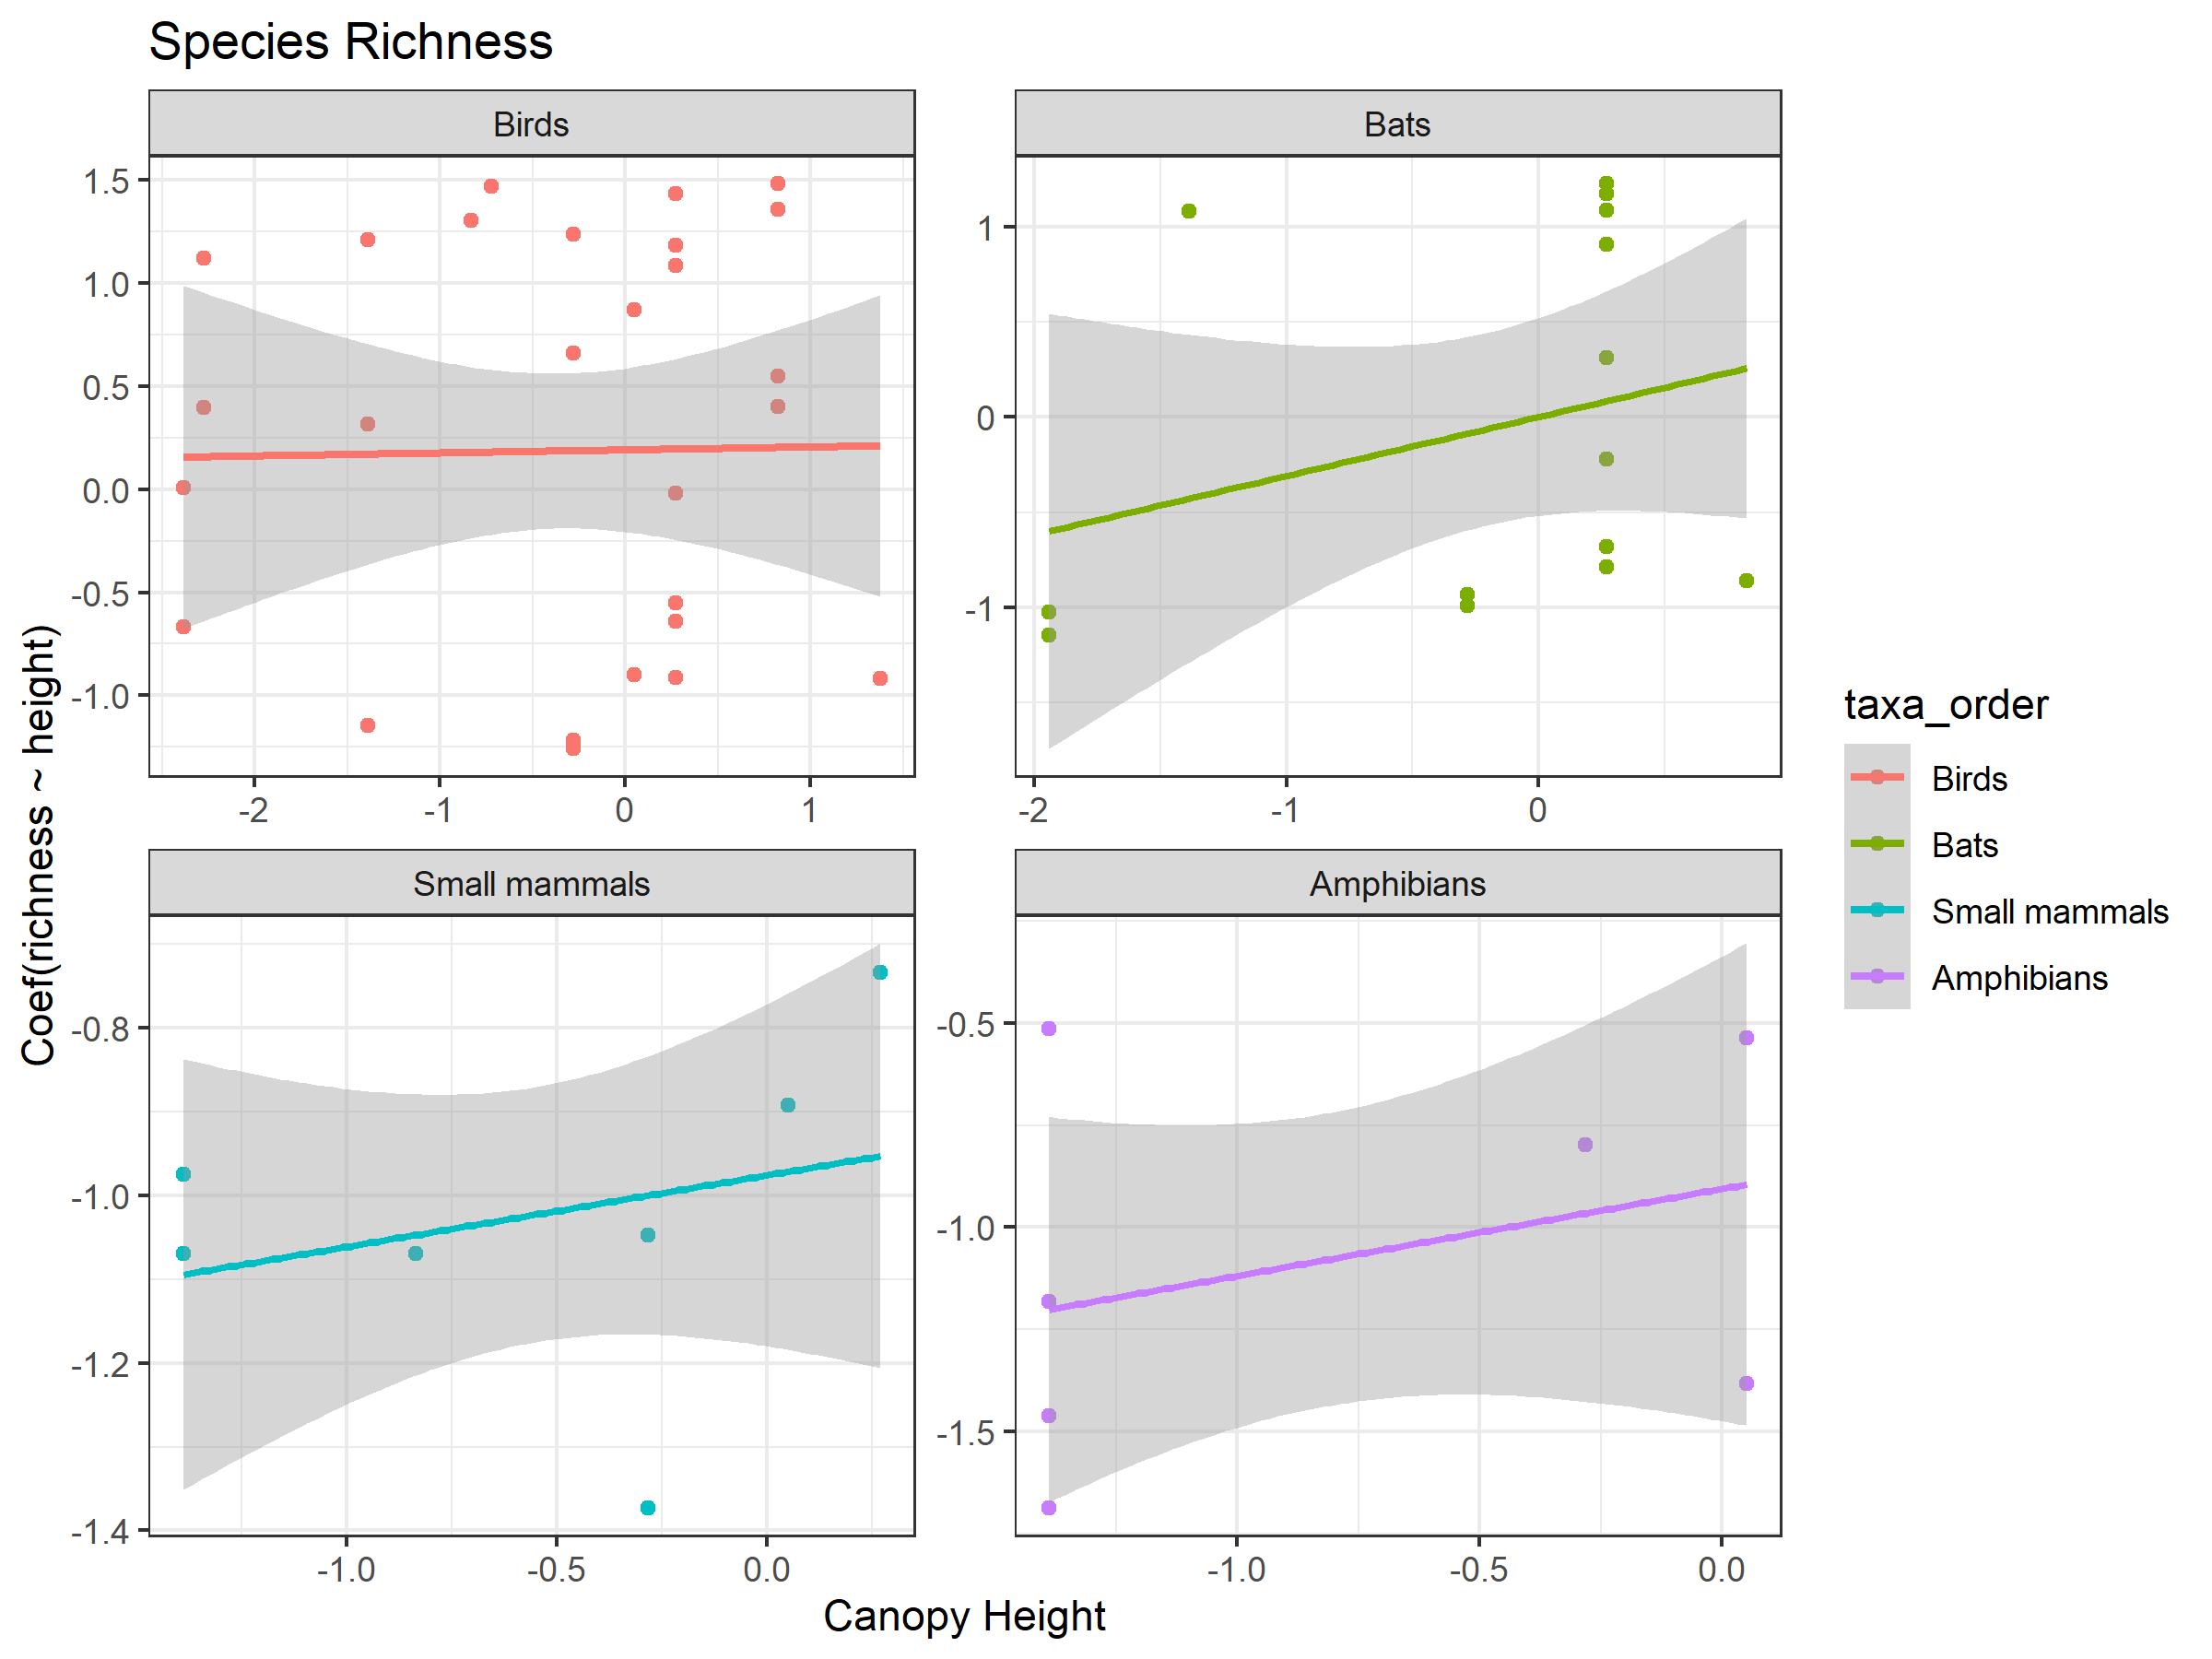 Species Richness
Birds
Bats
1.5
1.0
0.5
0.0
-0.5
-1.0
-2
-1
0
1
1
0
-1
-2
-1
0
Small mammals
Amphibians
-0.8
-1.0
-1.2
-1.4
-1.0
-0.5
0.0
-0.5
-1.0
-1.5
-1.0
-0.5
0.0
Coef(richness ~ height)
Canopy Height
taxa_order
Birds
Bats
Small mammals
Amphibians